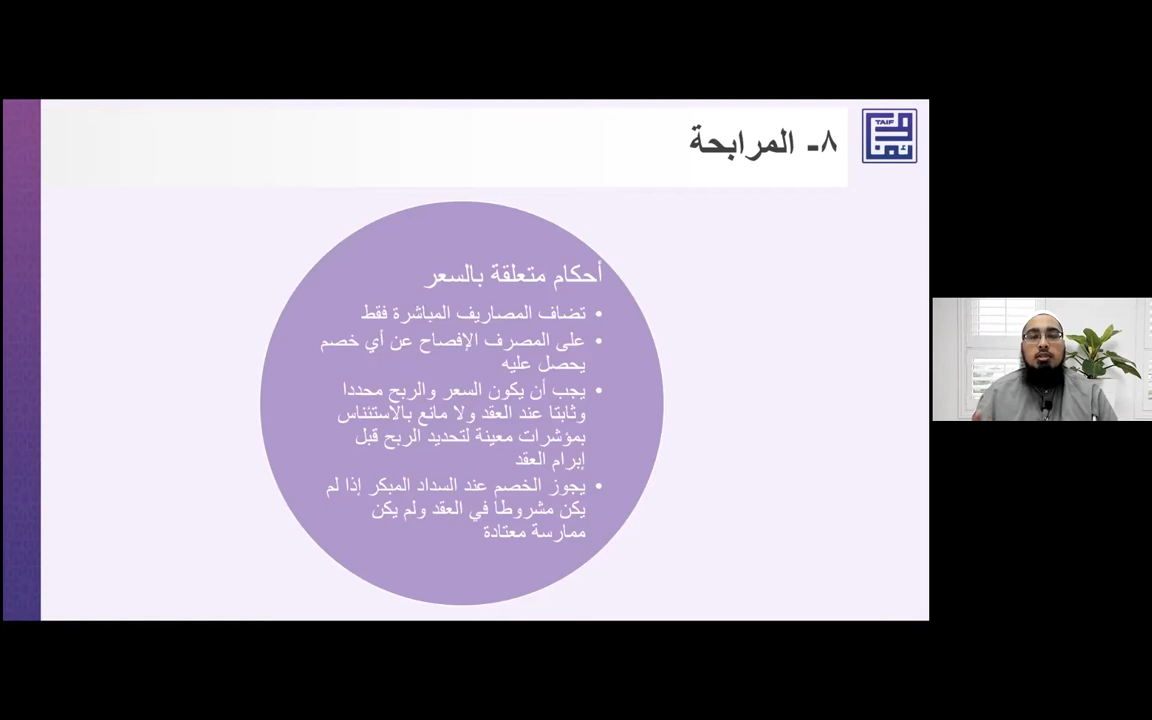 ٨- المرابحة
TAIF
أحكام متعلقة بالسعر
• تضاف المصاريف المباشرة فقط
• على المصرف الإفصاح عن أي خصم
يحصل عليه
• يجب أن يكون السعر والربح محددا
وثابتا عند العقد ولا مانع بالاستئناس
بمؤشرات معينة لتحديد الربح قبل
إبرام العقد
• يجوز الخصم عند السداد المبكر إذا لم
يكن مشروطا في العقد ولم يكن
ممارسة معتادة